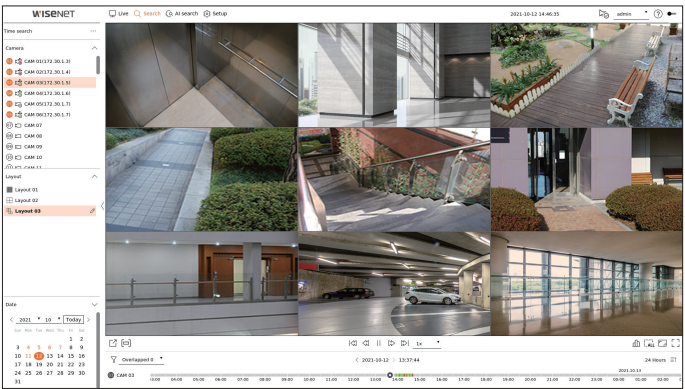 WISENET
Live Search AI search Setup 2021-10-12 14:46:35 admin
Time search
Camera
CAM 01(172.30.1.3)
CAM 02(172.30.1.4)
CAM 03(172.30.1.5)
CAM 04(172.30.1.6)
CAM 05(172.30.1.7)
CAM 06(172.30.1.7)
07 CAM 07
08 CAM 08
09 CAM 09
10 CAM 10
CAM 11
Layout
Layout 01
Layout 02
Layout 03
Date
2021 10 Today
Sun Mon Tue Wed Thu Fri Sat
1 2
3 4 5 6 7 8 9
10 11 12 13 14 15 16
17 18 19 20 21 22 23
24 25 26 27 28 29 30
31
ALL
1x
Overlapped 0 2021-10-12 > 13:37:44 24 Hours
2021.10.13
CAM 03 03:00 04:00 05:00 06:00 07:00 08:00 09:00 10:00 11:00 12:00 13:00 14:00 15:00 16:00 17:00 18:00 19:00 20:00 21:00 22:00 23:00 00:00 01:00 02:00